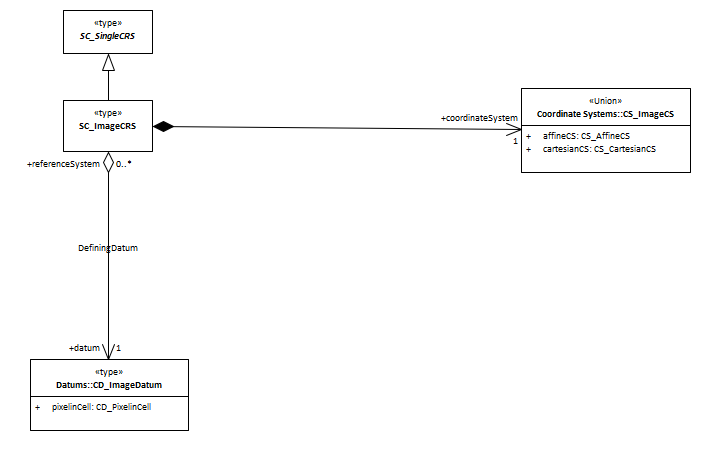 «type»
SC_SingleCRS
«type»
SC_ImageCRS
+coordinateSystem
1
«Union»
Coordinate Systems::CS_ImageCS
+ affineCS: CS_AffineCS
+ cartesianCS: CS_CartesianCS
+referenceSystem 0..*
DefiningDatum
+datum 1
«type»
Datums::CD_ImageDatum
+ pixelinCell: CD_PixelinCell